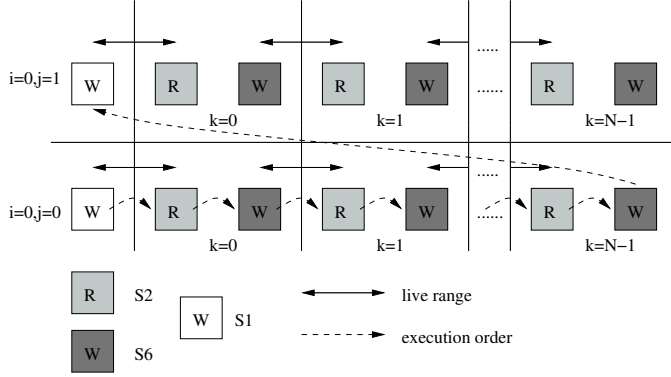 .....
i=0,j=1 W R W R W ...... R W
k=0 k=1 k=N−1
.....
i=0,j=0 W R W R W ...... R W
k=0 k=1 k=N−1
R S2 W S1 live range
W S6 execution order